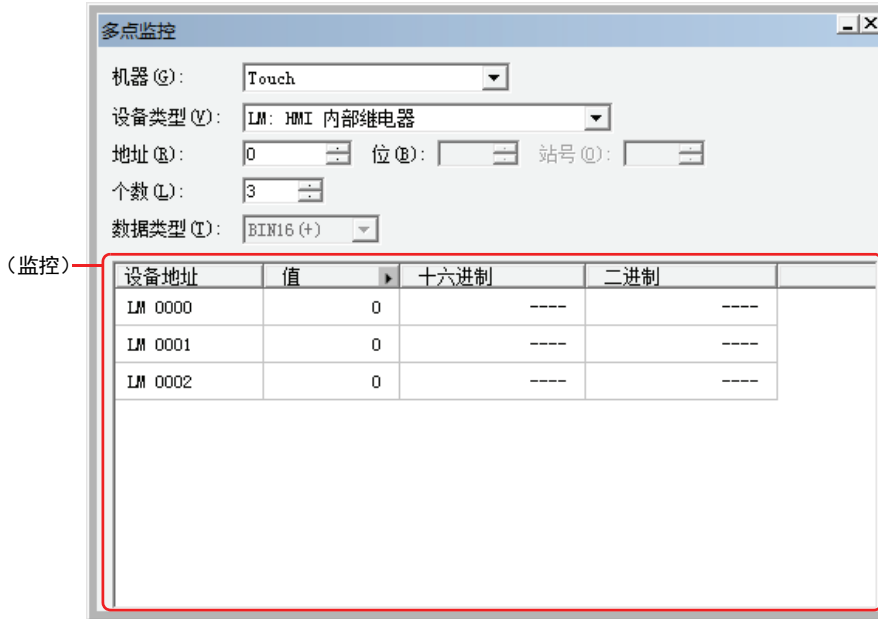 多点监控
机器(G): Touch
设备类型(V): LM: HMI 内部继电器
地址(R): 0 位(B): 站号(O):
个数(L): 3
数据类型(T): BIN16(+)
(监控)
设备地址 值 十六进制 二进制
LM 0000 0 ---- ----
LM 0001 0 ---- ----
LM 0002 0 ---- ----